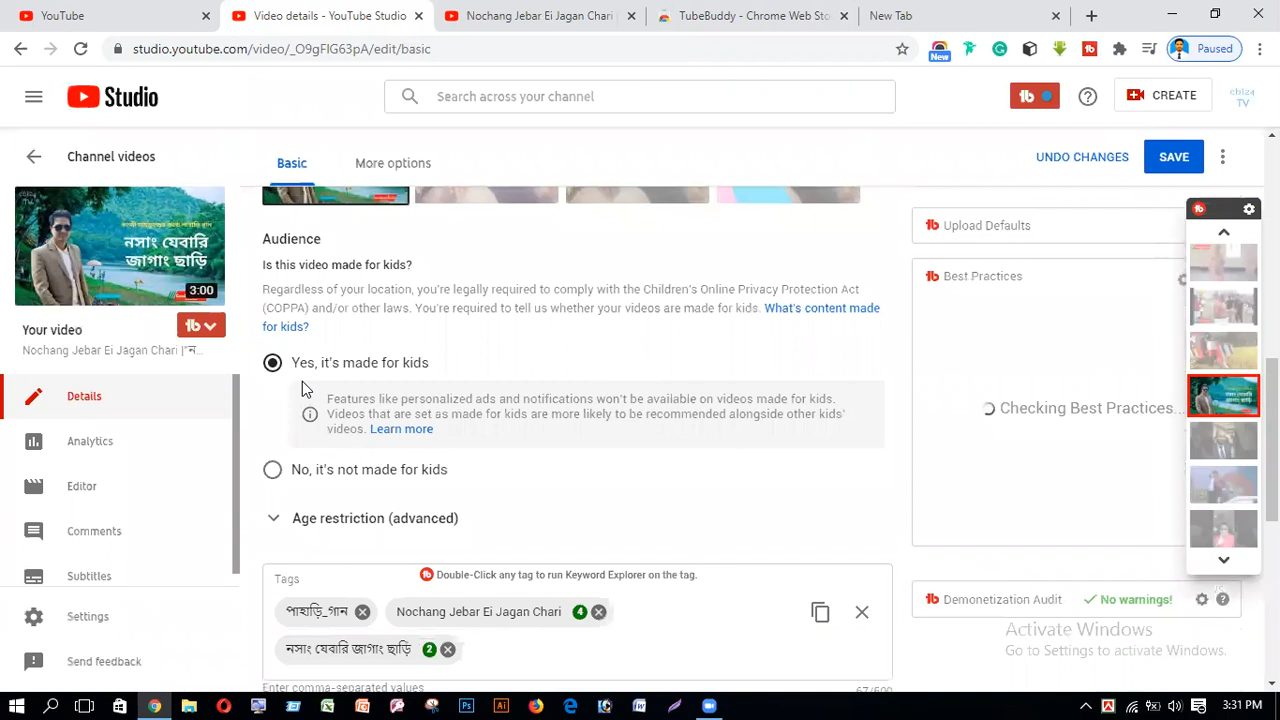 YouTube
Video details - YouTube Studio
Nochang Jebar Ei Jagan Chari
TubeBuddy - Chrome Web Sto
New Tab
studio.youtube.com/video/_O9gFIG63pA/edit/basic
New
Paused
Studio
Search across your channel
CREATE
chi24
TV
Channel videos
Basic
More options
UNDO CHANGES
SAVE
নসাং যেবারি
জাগাং ছাড়ি
3:00
Your video
Nochang Jebar Ei Jagan Chari |"ন...
Details
Analytics
Editor
Comments
Subtitles
Settings
Send feedback
Audience
Is this video made for kids?
Regardless of your location, you're legally required to comply with the Children's Online Privacy Protection Act
(COPPA) and/or other laws. You're required to tell us whether your videos are made for kids. What's content made
for kids?
Yes, it's made for kids
Features like personalized ads and notifications won't be available on videos made for kids.
Videos that are set as made for kids are more likely to be recommended alongside other kids'
videos. Learn more
No, it's not made for kids
Age restriction (advanced)
Tags
Double-Click any tag to run Keyword Explorer on the tag.
পাহাড়ি_গান
Nochang Jebar Ei Jagan Chari 4
নসাং যেবারি জাগাং ছাড়ি 2
Enter comma-separated values
67/500
Upload Defaults
Best Practices
Checking Best Practices...
Demonetization Audit
No warnings!
Activate Windows
Go to Settings to activate Windows.
3:31 PM